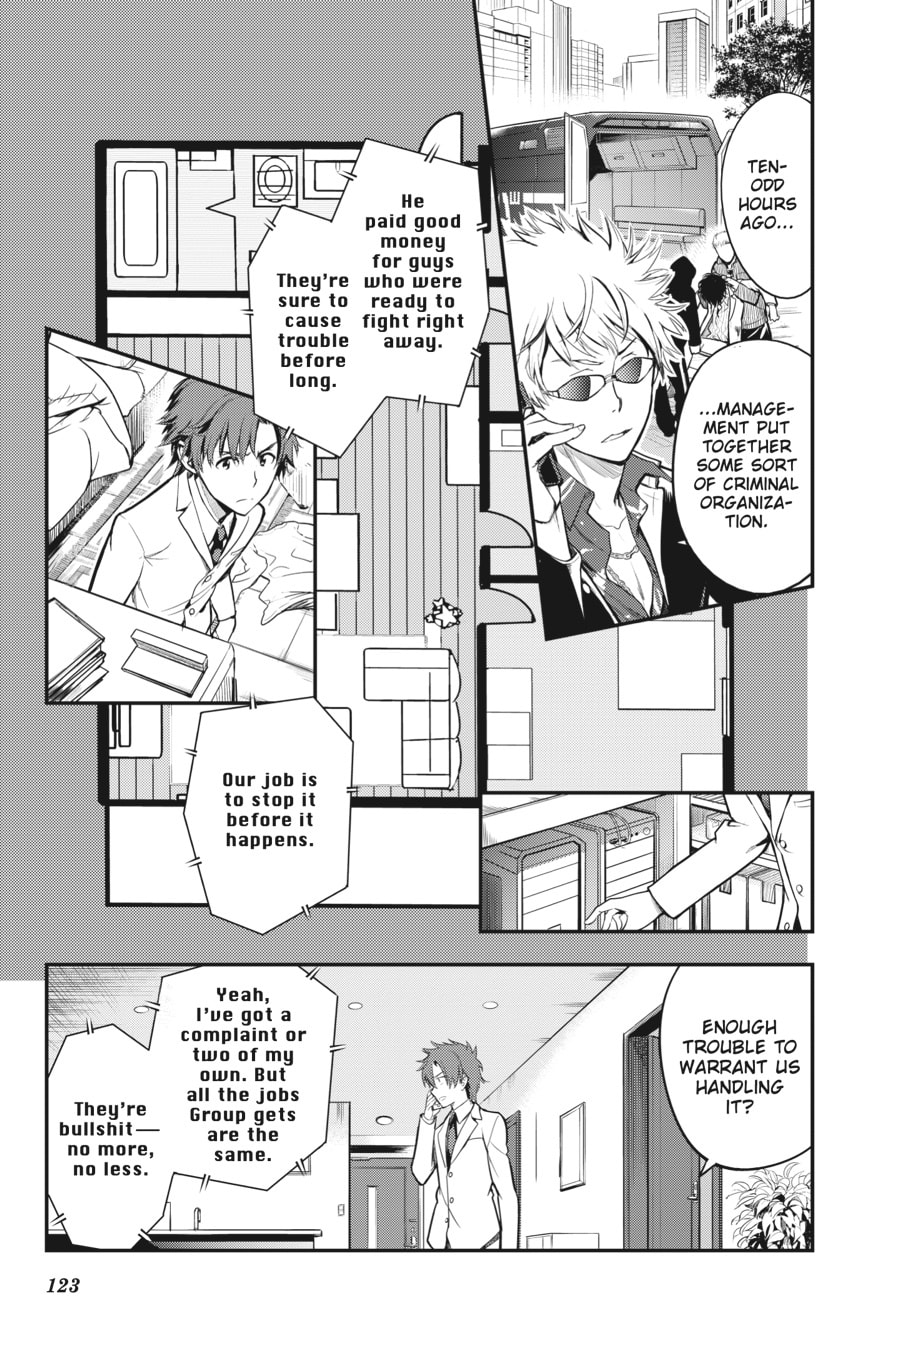 TEN-
ODD
HOURS
AGO...
...MANAGE-
MENT PUT
TOGETHER
SOME SORT
OF CRIMINAL
ORGANIZA-
TION.
He
paid good
money
for guys
who were
ready to
fight right
away.
They're
sure to
cause
trouble
before
long.
Our job is
to stop it
before it
happens.
ENOUGH
TROUBLE TO
WARRANT US
HANDLING
IT?
Yeah,
I've got a
complaint or
two of my
own. But
all the jobs
Group gets
are the
same.
They're
bullshit—
no more,
no less.
123